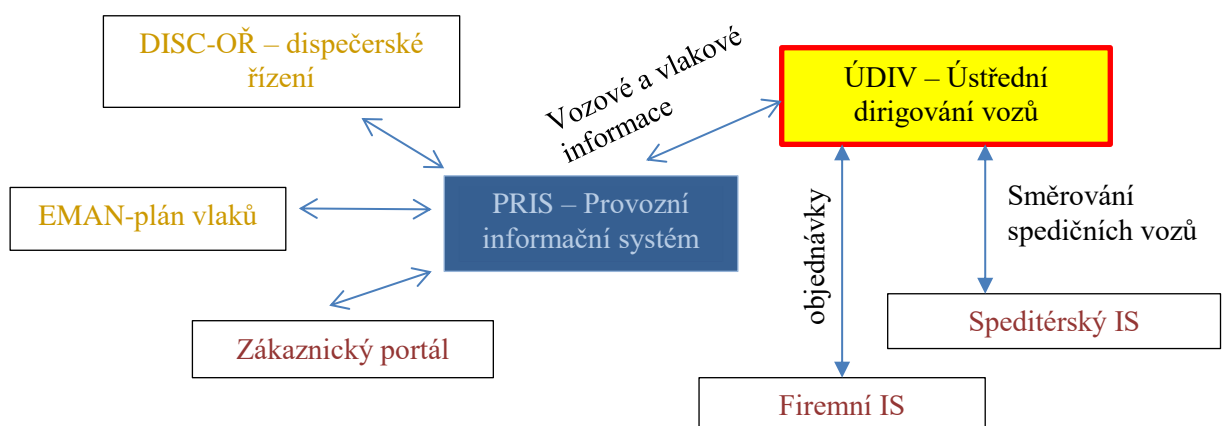 DISC-OŘ – dispečerské
řízení
Vozové a vlakové
informace
ÚDIV – Ústřední
dirigování vozů
EMAN-plán vlaků
PRIS – Provozní
informační systém
objednávky
Směrování
spedičních vozů
Zákaznický portál
Speditérský IS
Firemní IS